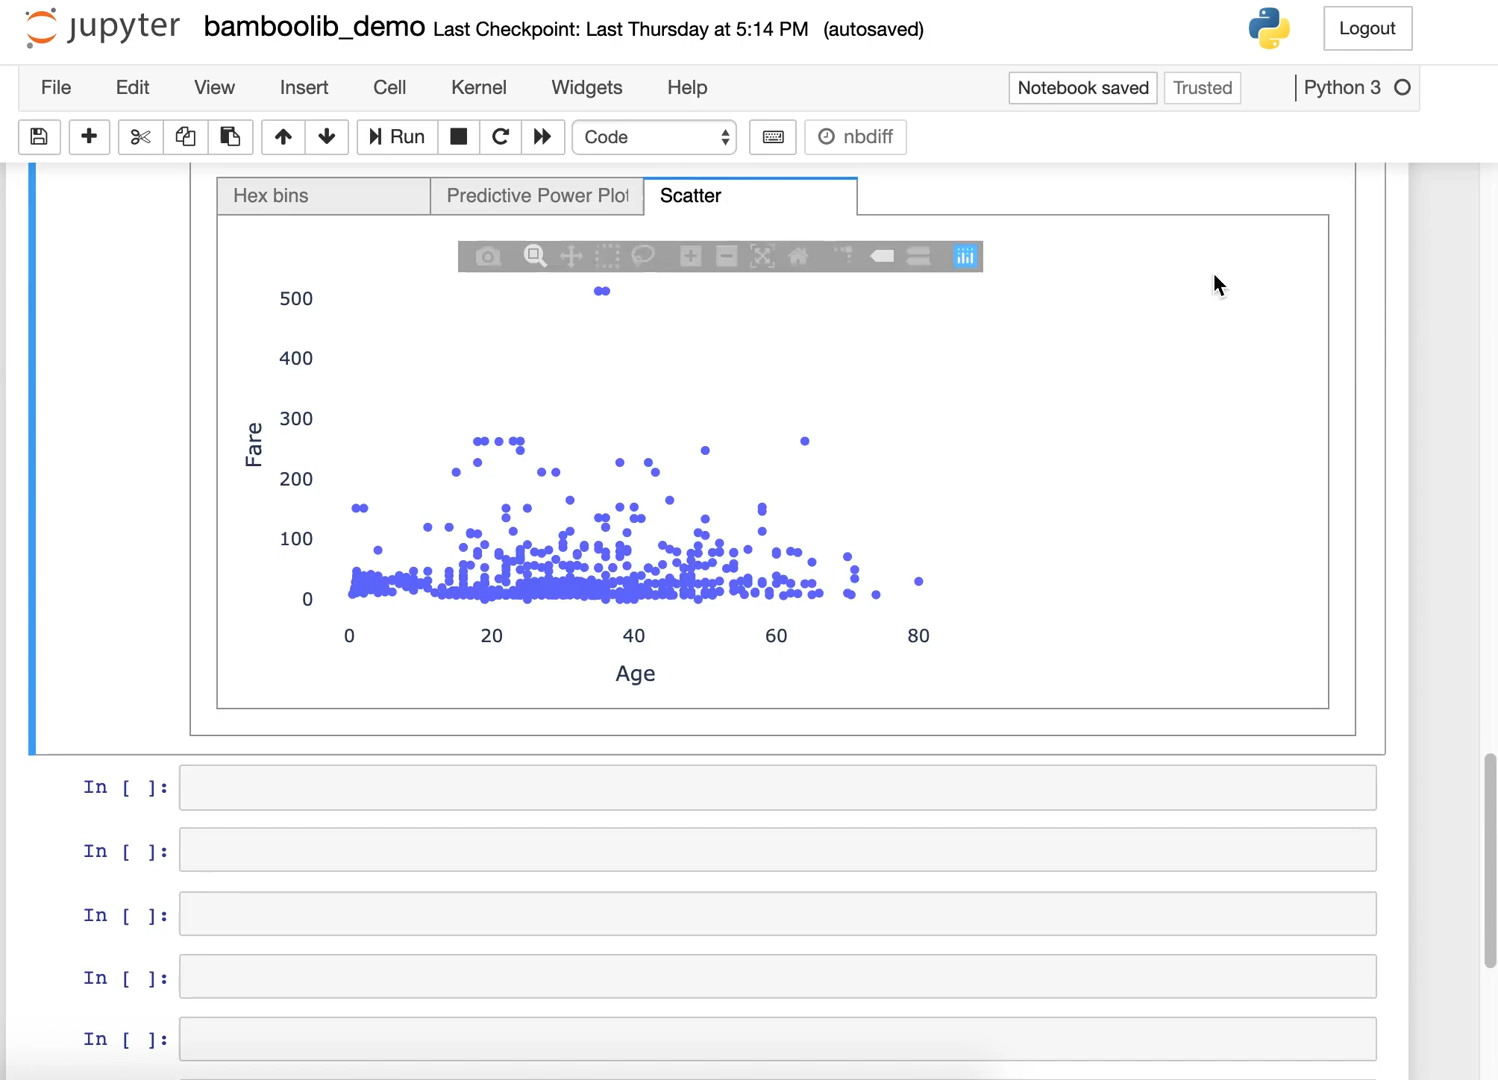 jupyter bamboolib_demo Last Checkpoint: Last Thursday at 5:14 PM (autosaved) Logout
File Edit View Insert Cell Kernel Widgets Help Notebook saved Trusted Python 3
Run Code nbdiff
Hex bins Predictive Power Plot Scatter
500
400
300
200
100
0
Fare
0 20 40 60 80
Age
In [ ]:
In [ ]:
In [ ]:
In [ ]:
In [ ]: